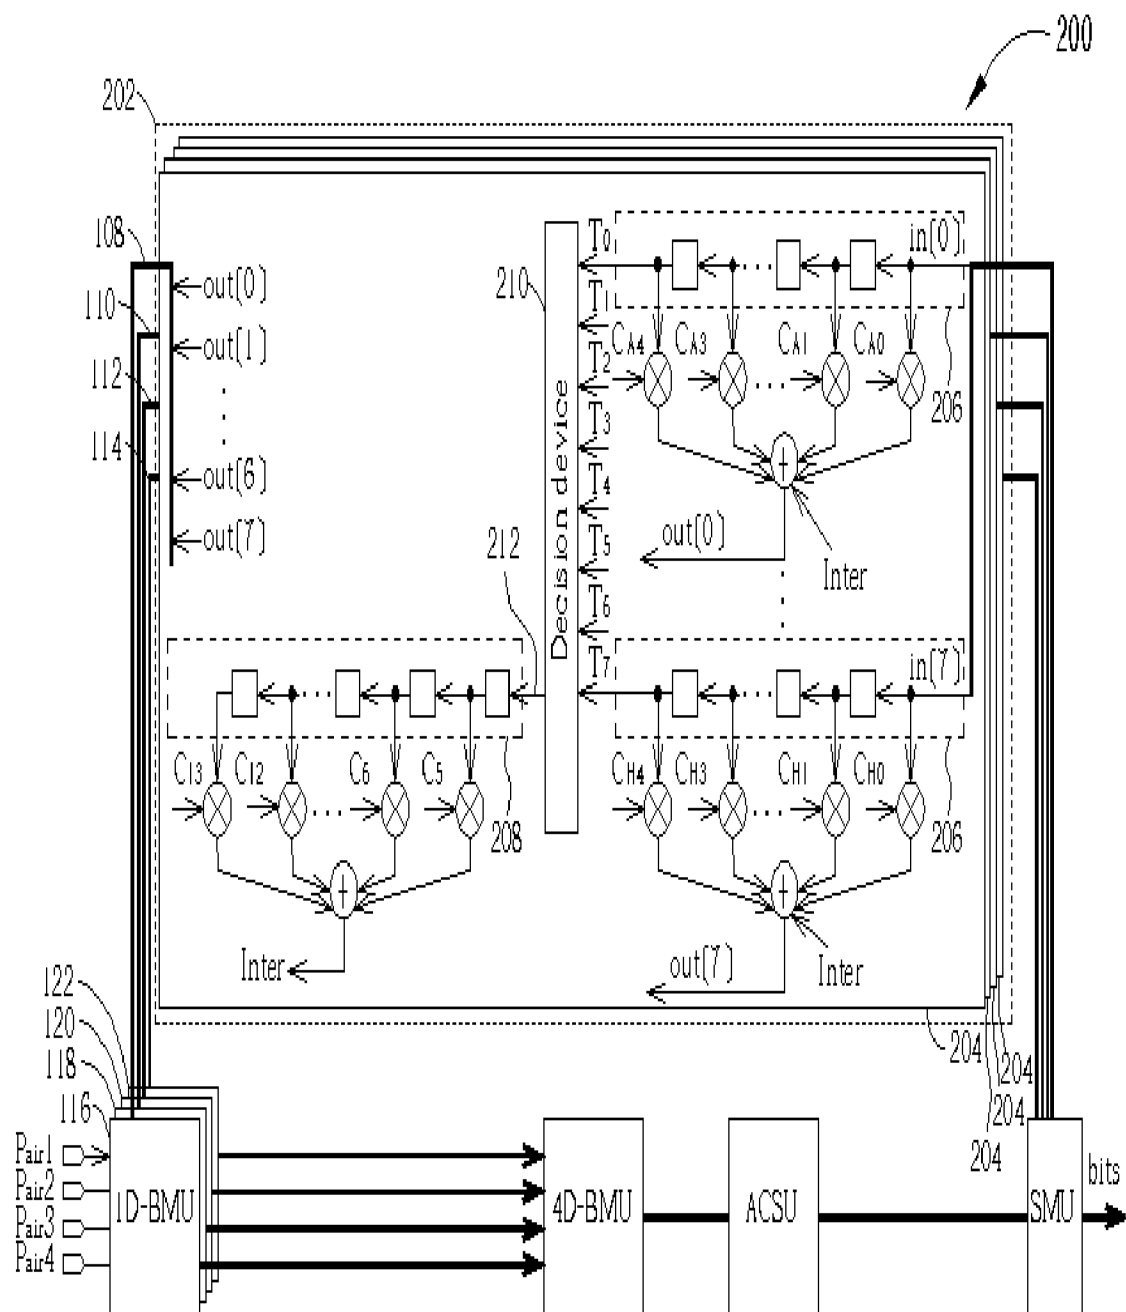 200
202
108
110
112
114
out(0)
out(1)
out(6)
out(7)
210
Decision device
T0
T1
T2
T3
T4
T5
T6
T7
in(0)
CA4 CA3 CA1 CA0
206
out(0)
Inter
212
in(7)
C13 C12 C6 C5
208
CH4 CH3 CH1 CH0
206
Inter
out(7)
Inter
204
204
204
204
122
120
118
116
Pair1
Pair2
Pair3
Pair4
1D-BMU
4D-BMU
ACSU
SMU
bits